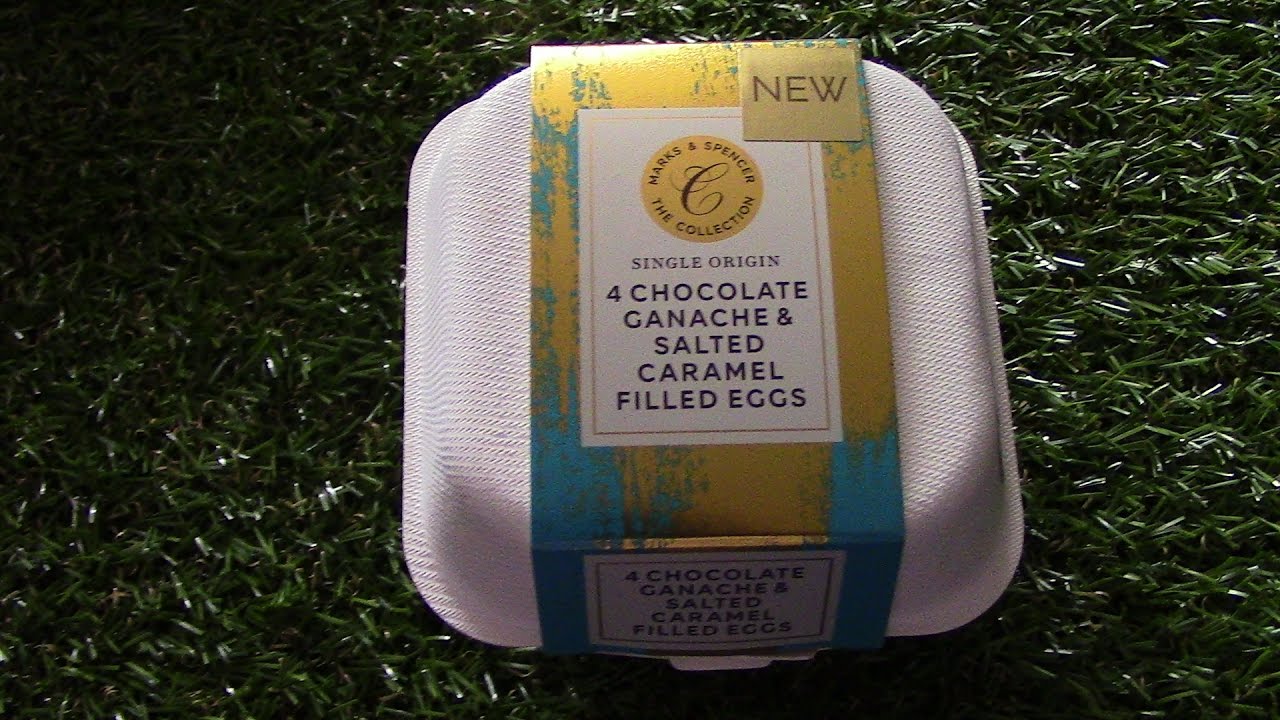 NEW
MARKS & SPENCER
C
THE COLLECTION
SINGLE ORIGIN
4 CHOCOLATE
GANACHE &
SALTED
CARAMEL
FILLED EGGS
4 CHOCOLATE
GANACHE &
SALTED
CARAMEL
FILLED EGGS